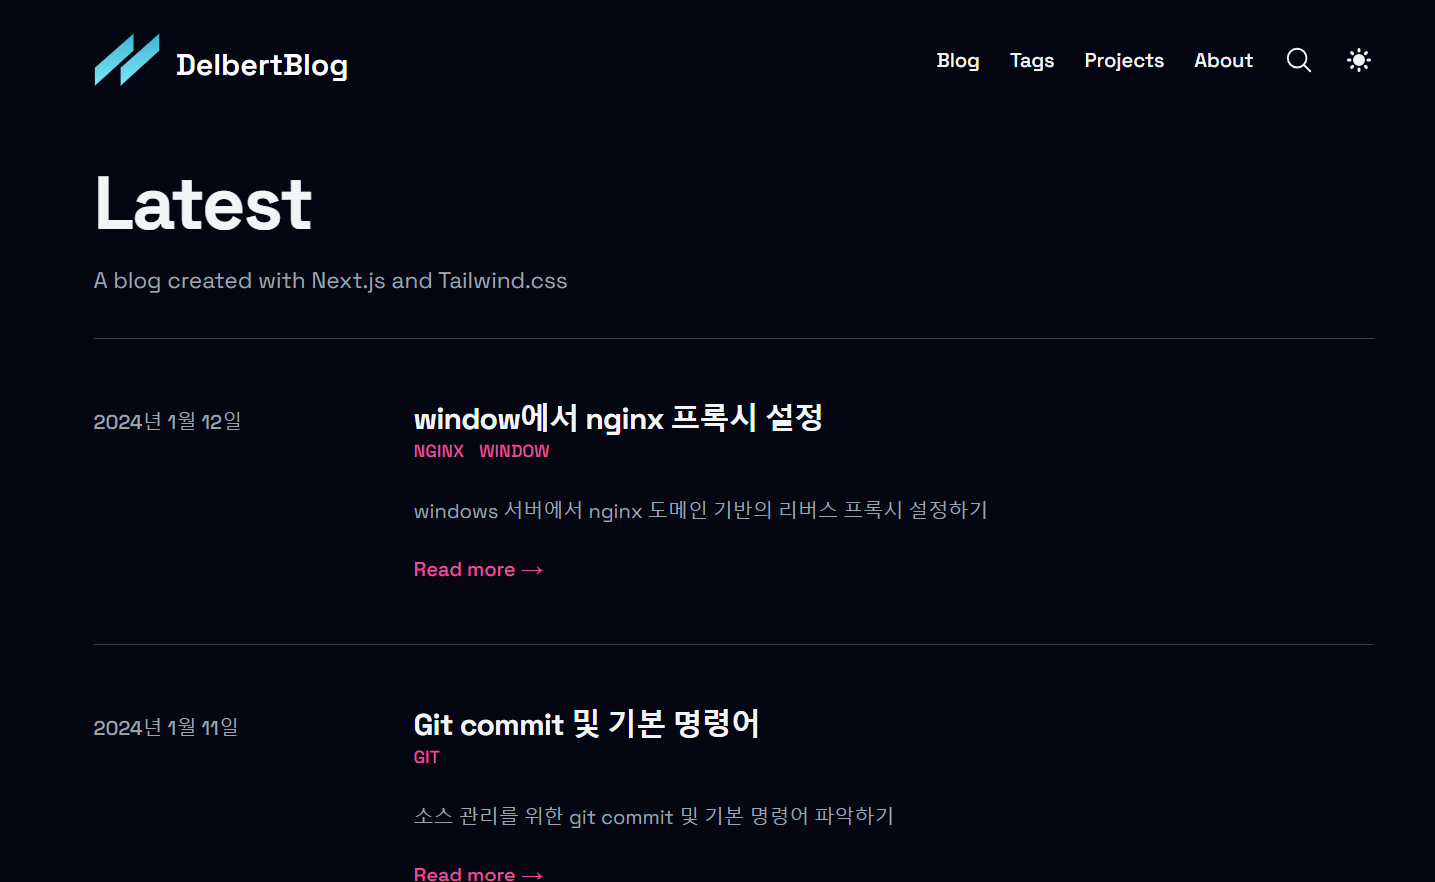 DelbertBlog
Blog Tags Projects About
Latest
A blog created with Next.js and Tailwind.css
2024년 1월 12일
window에서 nginx 프록시 설정
NGINX WINDOW
windows 서버에서 nginx 도메인 기반의 리버스 프록시 설정하기
Read more →
2024년 1월 11일
Git commit 및 기본 명령어
GIT
소스 관리를 위한 git commit 및 기본 명령어 파악하기
Read more →